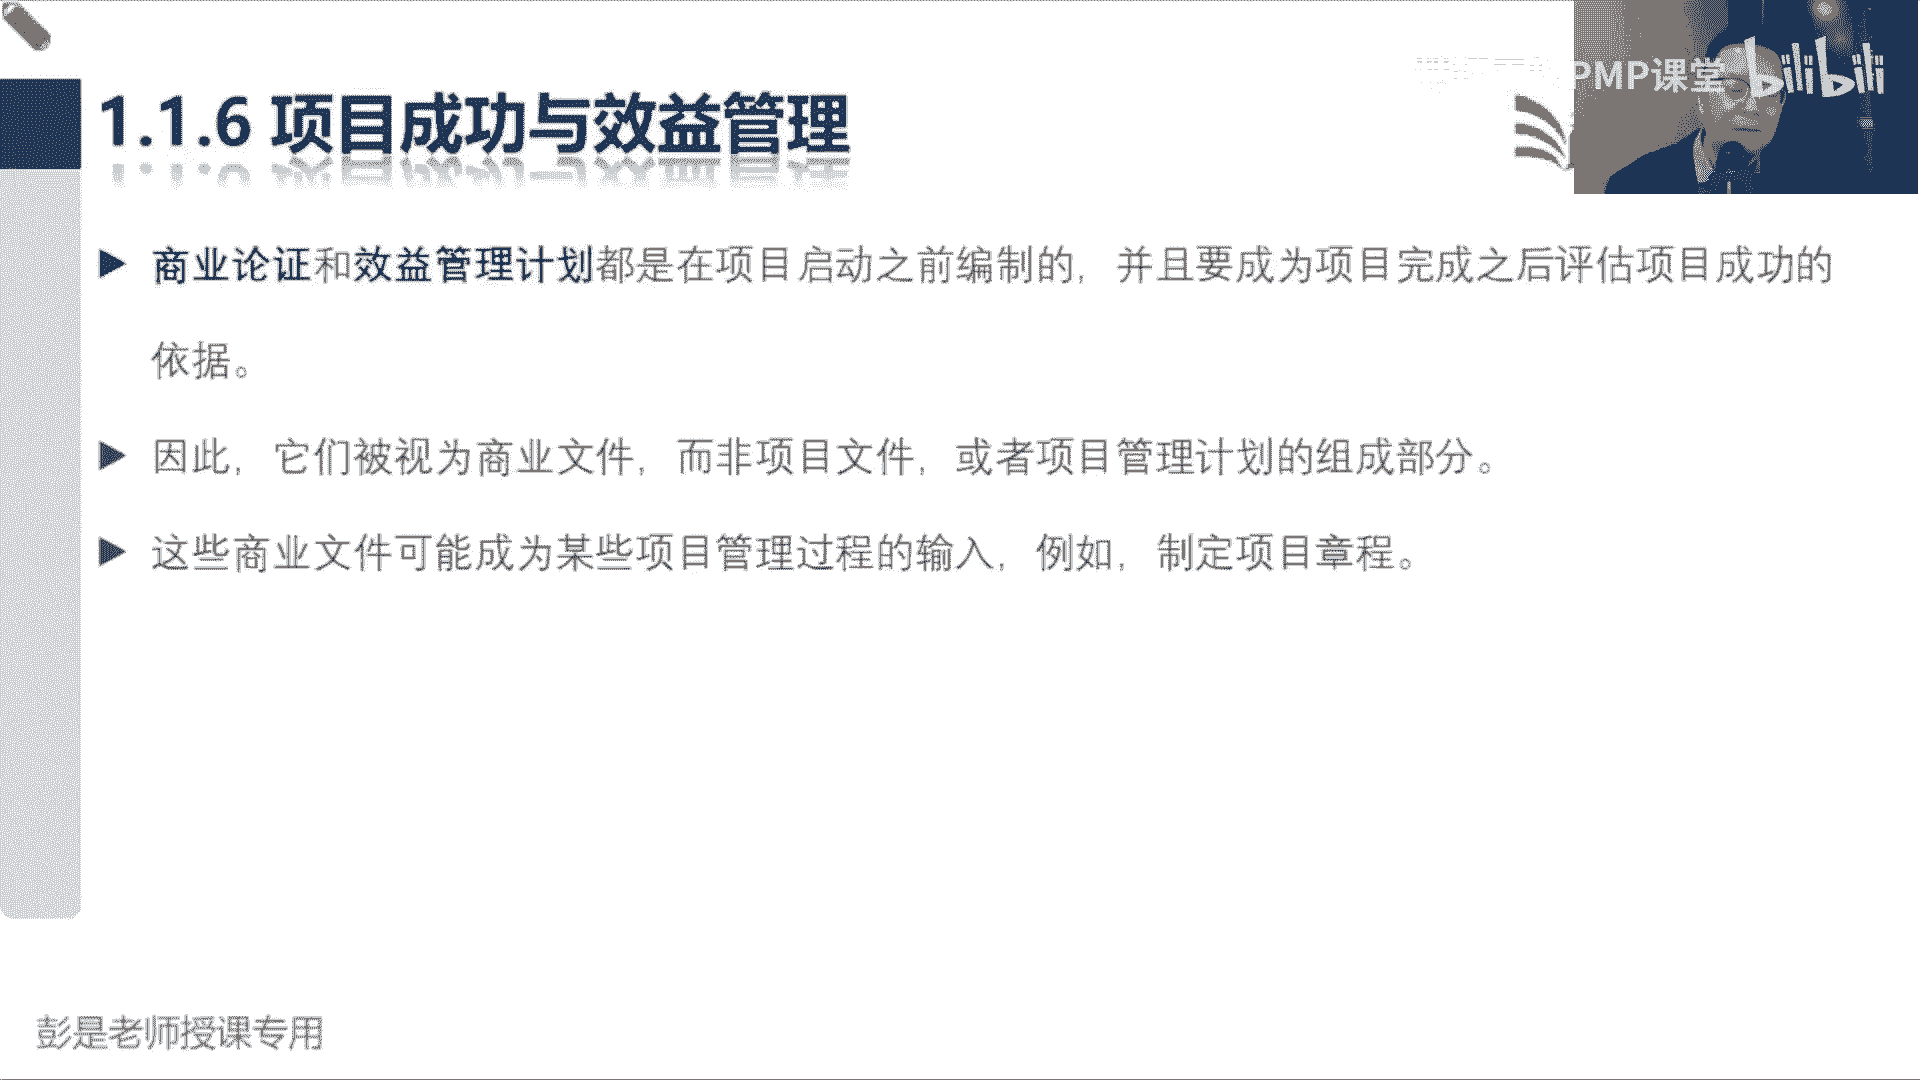 PMP课堂
bilibili
1.1.6 项目成功与效益管理
商业论证和效益管理计划都是在项目启动之前编制的，并且要成为项目完成之后评估项目成功的
依据。
因此，它们被视为商业文件，而非项目文件，或者项目管理计划的组成部分。
这些商业文件可能成为某些项目管理过程的输入，例如，制定项目章程。
彭是老师授课专用